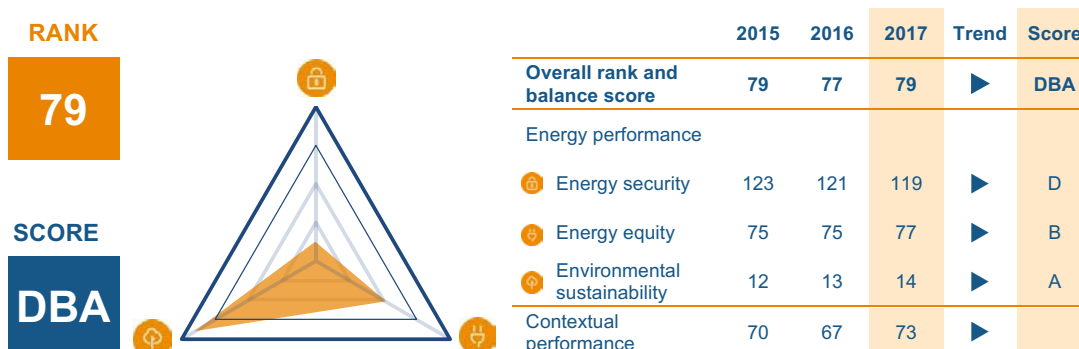 RANK
79
SCORE
DBA
2015 2016 2017 Trend Score
Overall rank and
balance score 79 77 79 DBA
Energy performance
Energy security 123 121 119 D
Energy equity 75 75 77 B
Environmental
sustainability 12 13 14 A
Contextual
performance 70 67 73